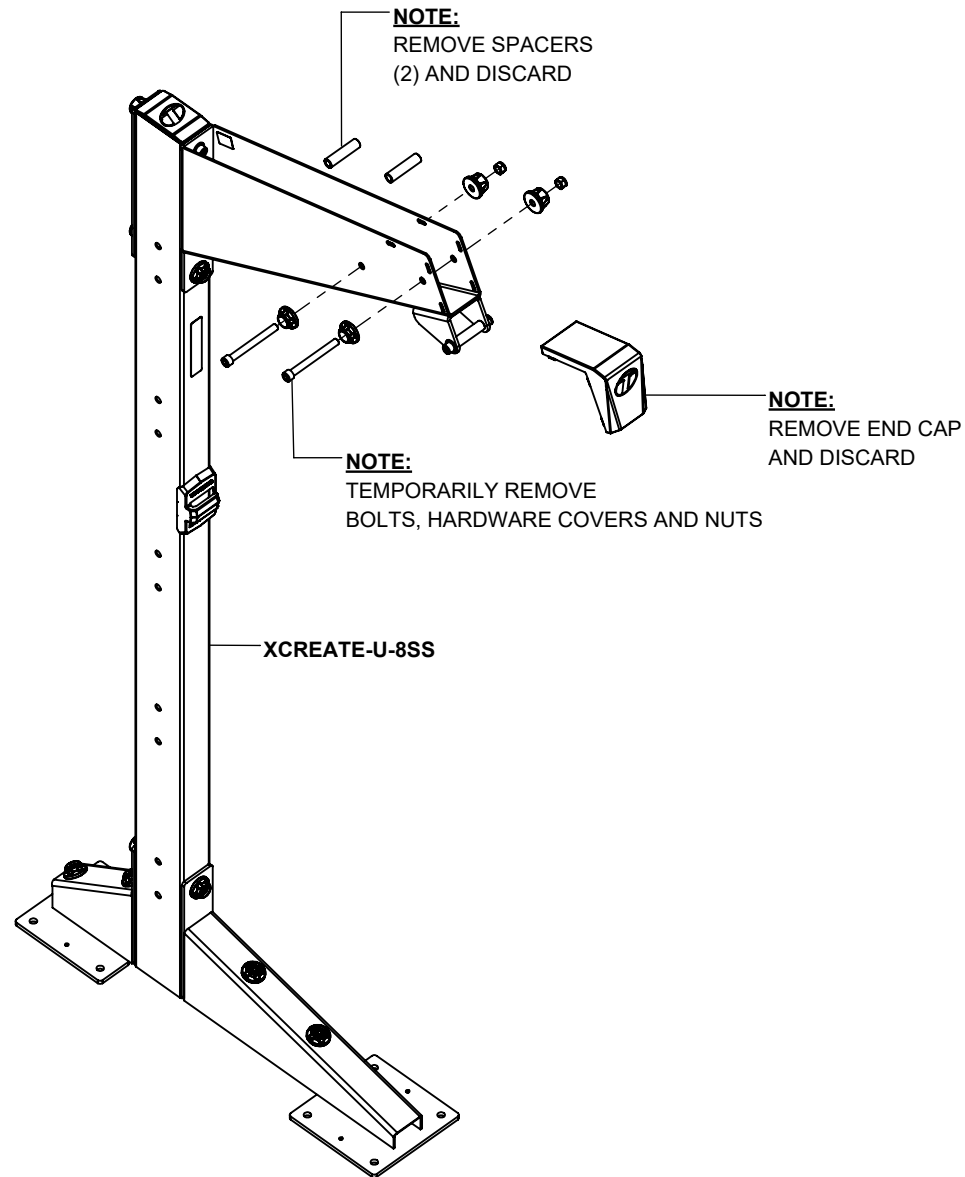 NOTE:
REMOVE SPACERS
(2) AND DISCARD
NOTE:
REMOVE END CAP
AND DISCARD
NOTE:
TEMPORARILY REMOVE
BOLTS, HARDWARE COVERS AND NUTS
XCREATE-U-8SS